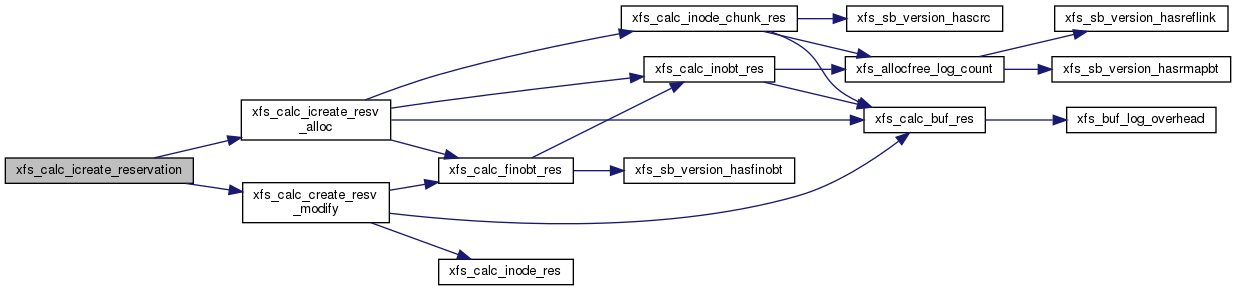 xfs_calc_icreate_reservation
xfs_calc_icreate_resv
_alloc
xfs_calc_create_resv
_modify
xfs_calc_finobt_res
xfs_calc_inode_res
xfs_calc_inode_chunk_res
xfs_calc_inobt_res
xfs_sb_version_hasfinobt
xfs_sb_version_hascrc
xfs_allocfree_log_count
xfs_calc_buf_res
xfs_sb_version_hasreflink
xfs_sb_version_hasrmapbt
xfs_buf_log_overhead